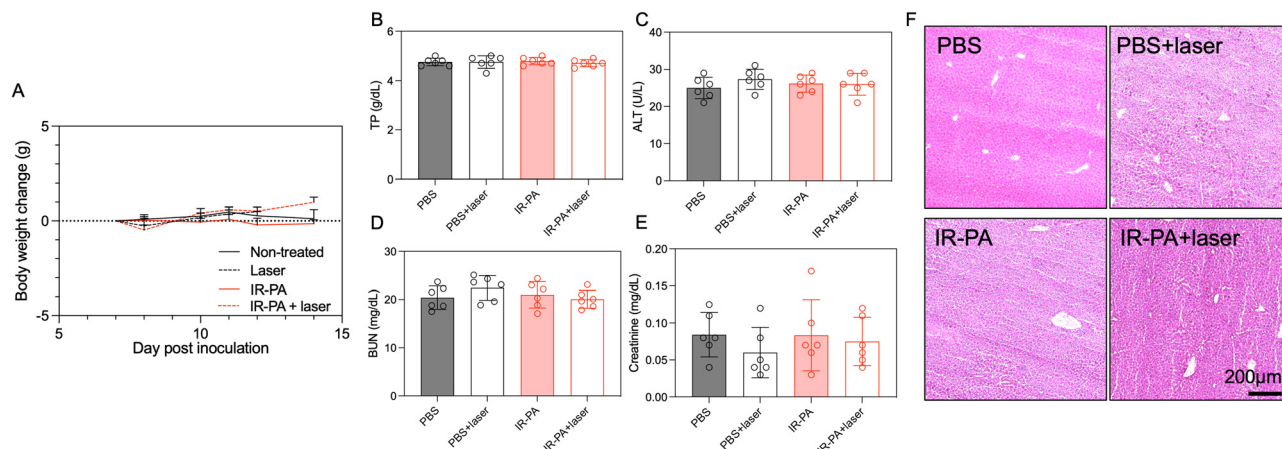 A
Body weight change (g)
5
0
-5
5
10
15
Day post inoculation
Non-treated
Laser
IR-PA
IR-PA + laser
B
TP (g/dL)
6
4
2
0
PBS
PBS+laser
IR-PA
IR-PA+laser
C
ALT (U/L)
40
30
20
10
0
PBS
PBS+laser
IR-PA
IR-PA+laser
D
BUN (mg/dL)
30
20
10
0
PBS
PBS+laser
IR-PA
IR-PA+laser
E
Creatinine (mg/dL)
0.20
0.15
0.10
0.05
0.00
PBS
PBS+laser
IR-PA
IR-PA+laser
F
PBS
PBS+laser
IR-PA
IR-PA+laser
200μm